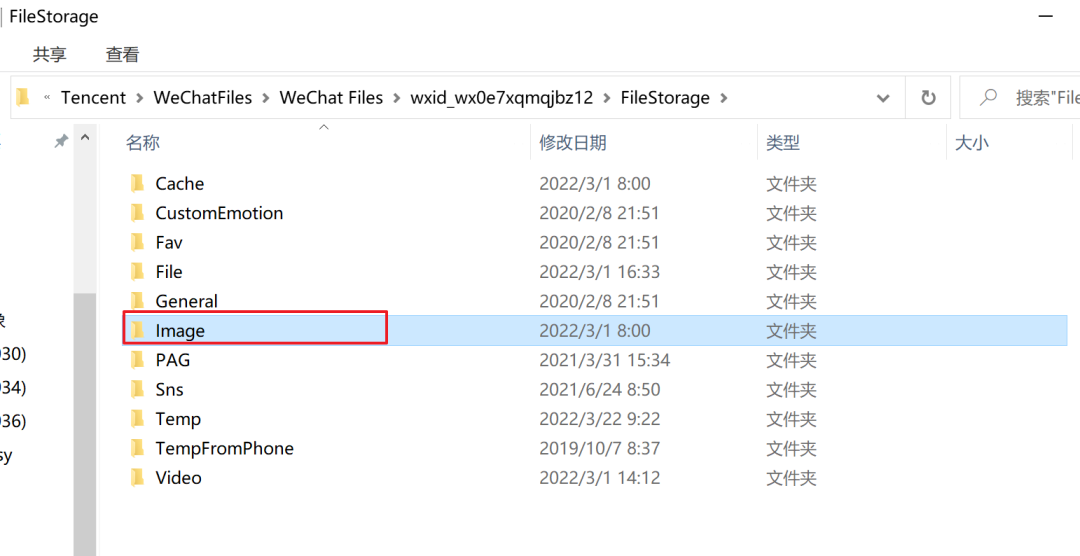 FileStorage
共享 查看
« Tencent > WeChatFiles > WeChat Files > wxid_wx0e7xqmqjbz12 > FileStorage >
搜索"File
名称 修改日期 类型 大小
Cache 2022/3/1 8:00 文件夹
CustomEmotion 2020/2/8 21:51 文件夹
Fav 2020/2/8 21:51 文件夹
File 2022/3/1 16:33 文件夹
General 2020/2/8 21:51 文件夹
Image 2022/3/1 8:00 文件夹
PAG 2021/3/31 15:34 文件夹
Sns 2021/6/24 8:50 文件夹
Temp 2022/3/22 9:22 文件夹
TempFromPhone 2019/10/7 8:37 文件夹
Video 2022/3/1 14:12 文件夹
30)
34)
36)
sy